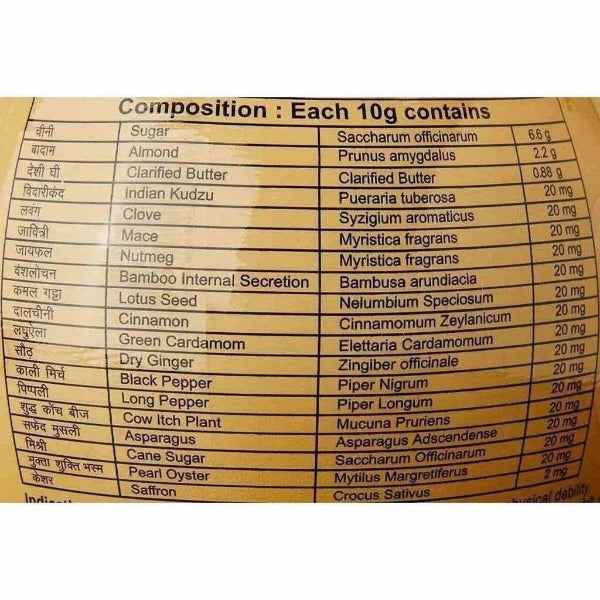 Composition : Each 10g contains
चीनी Sugar Saccharum officinarum 6.6 g
बादाम Almond Prunus amygdalus 2.2 g
देशी घी Clarified Butter Clarified Butter 0.88 g
विदारीकंद Indian Kudzu Pueraria tuberosa 20 mg
लवंग Clove Syzigium aromaticus 20 mg
जावित्री Mace Myristica fragrans 20 mg
जायफल Nutmeg Myristica fragrans 20 mg
वंशलोचन Bamboo Internal Secretion Bambusa arundiacia 20 mg
कमल गट्टा Lotus Seed Nelumbium Speciosum 20 mg
दालचीनी Cinnamon Cinnamomum Zeylanicum 20 mg
लघुऐला Green Cardamom Elettaria Cardamomum 20 mg
सौंठ Dry Ginger Zingiber officinale 20 mg
काली मिर्च Black Pepper Piper Nigrum 20 mg
पिप्पली Long Pepper Piper Longum 20 mg
शुद्ध कोंच बीज Cow Itch Plant Mucuna Pruriens 20 mg
सफेद मुसली Asparagus Asparagus Adscendense 20 mg
मिश्री Cane Sugar Saccharum Officinarum 20 mg
मुक्ता शुक्ति भस्म Pearl Oyster Mytilus Margretiferus 20 mg
केशर Saffron Crocus Sativus 2 mg
debility